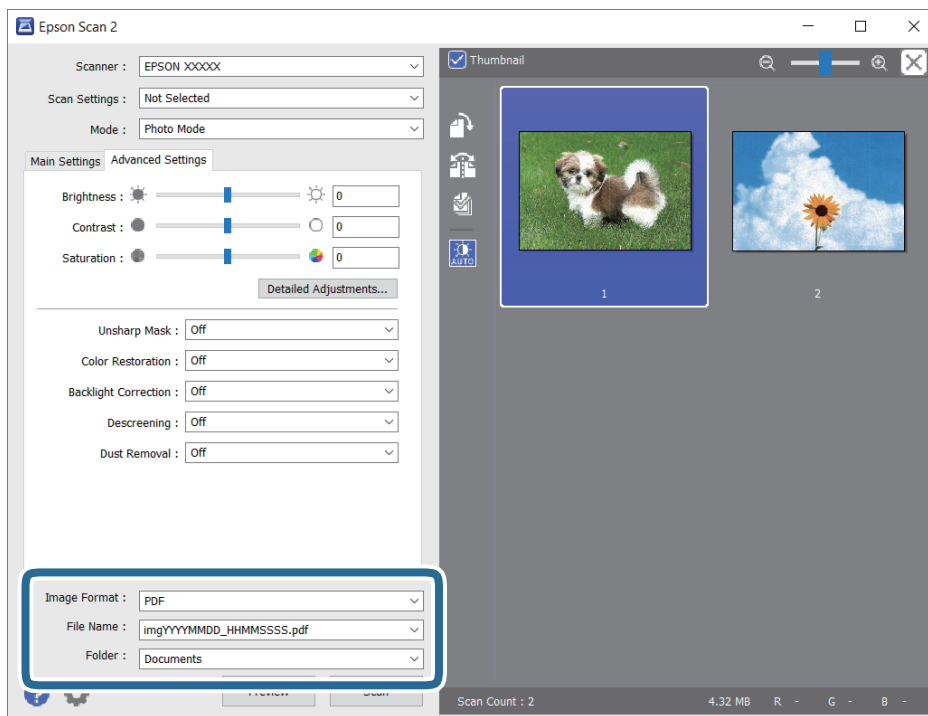 Epson Scan 2
Scanner : EPSON XXXXX
Scan Settings : Not Selected
Mode : Photo Mode
Main Settings Advanced Settings
Brightness : 0
Contrast : 0
Saturation : 0
Detailed Adjustments...
Unsharp Mask : Off
Color Restoration : Off
Backlight Correction : Off
Descreening : Off
Dust Removal : Off
Image Format : PDF
File Name : imgYYYYMMDD_HHMMSSSS.pdf
Folder : Documents
Preview Scan
Thumbnail
AUTO
1 2
Scan Count : 2 4.32 MB R - G - B -